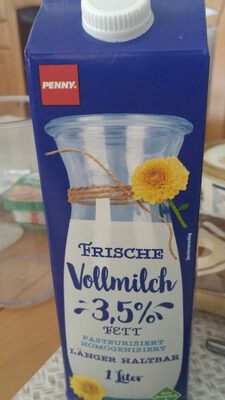 PENNY.
FRISCHE
Vollmilch
3,5%
FETT
PASTEURISIERT
HOMOGENISIERT
LÄNGER HALTBAR
1 Liter